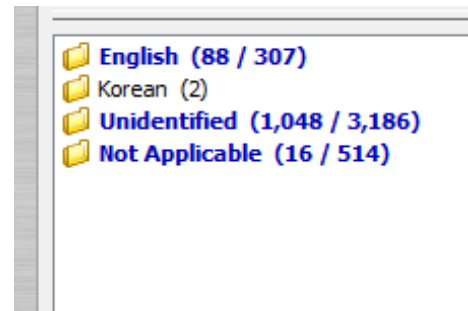 English (88 / 307)
Korean (2)
Unidentified (1,048 / 3,186)
Not Applicable (16 / 514)